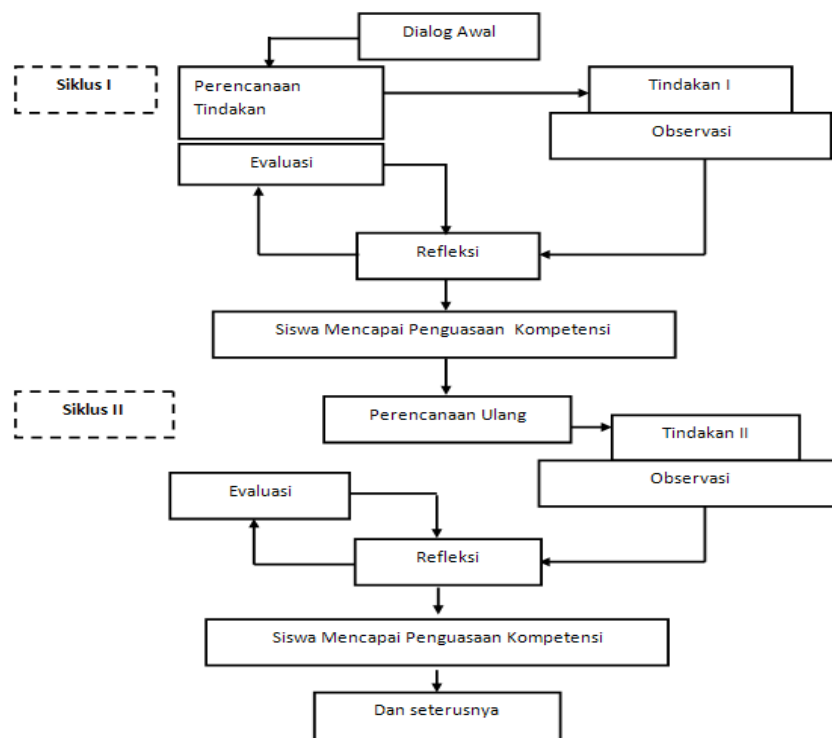 Dialog Awal
Siklus I
Perencanaan
Tindakan
Tindakan I
Observasi
Evaluasi
Refleksi
Siswa Mencapai Penguasaan Kompetensi
Siklus II
Perencanaan Ulang
Tindakan II
Observasi
Evaluasi
Refleksi
Siswa Mencapai Penguasaan Kompetensi
Dan seterusnya